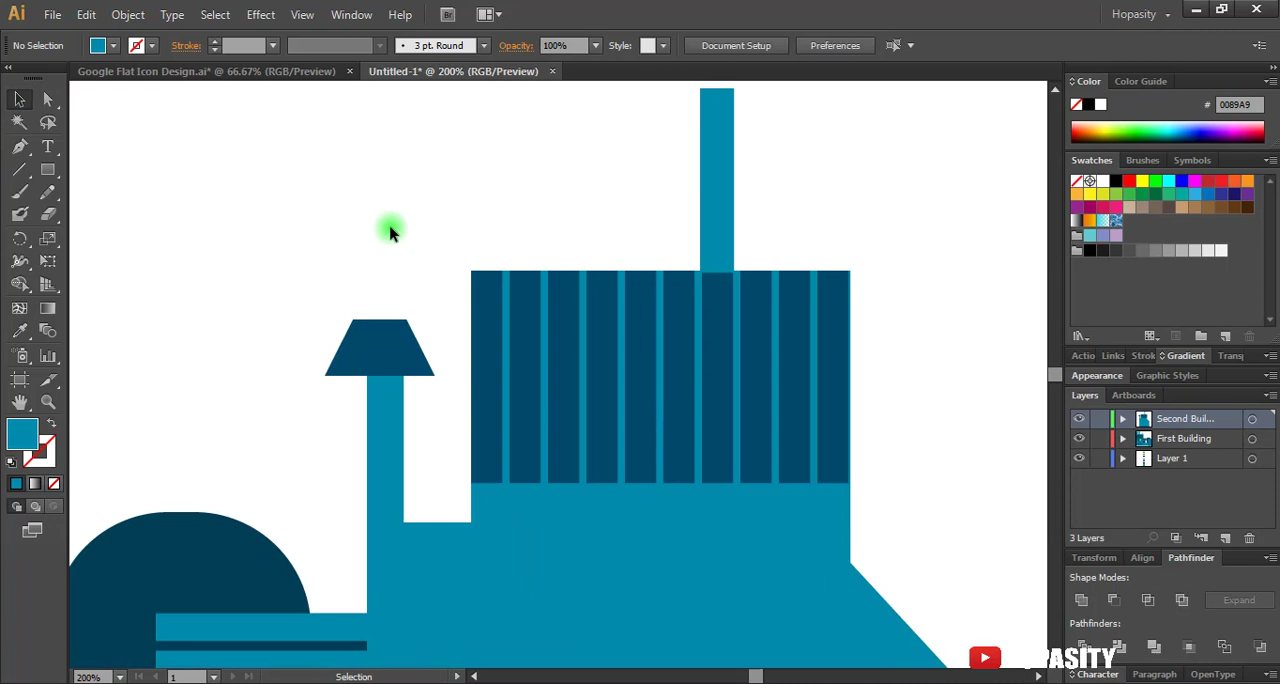 Ai File Edit Object Type Select Effect View Window Help Br Hopasity
No Selection Stroke: 3 pt. Round Opacity: 100% Style: Document Setup Preferences
Google Flat Icon Design.ai* @ 66.67% (RGB/Preview) × Untitled-1* @ 200% (RGB/Preview) ×
Color Color Guide
# 0089A9
Swatches Brushes Symbols
Actio Links Strok Gradient Transp
Appearance Graphic Styles
Layers Artboards
Second Buil...
First Building
Layer 1
3 Layers
Transform Align Pathfinder
Shape Modes:
Expand
Pathfinders:
PASITY
Character Paragraph OpenType
200% 1 Selection